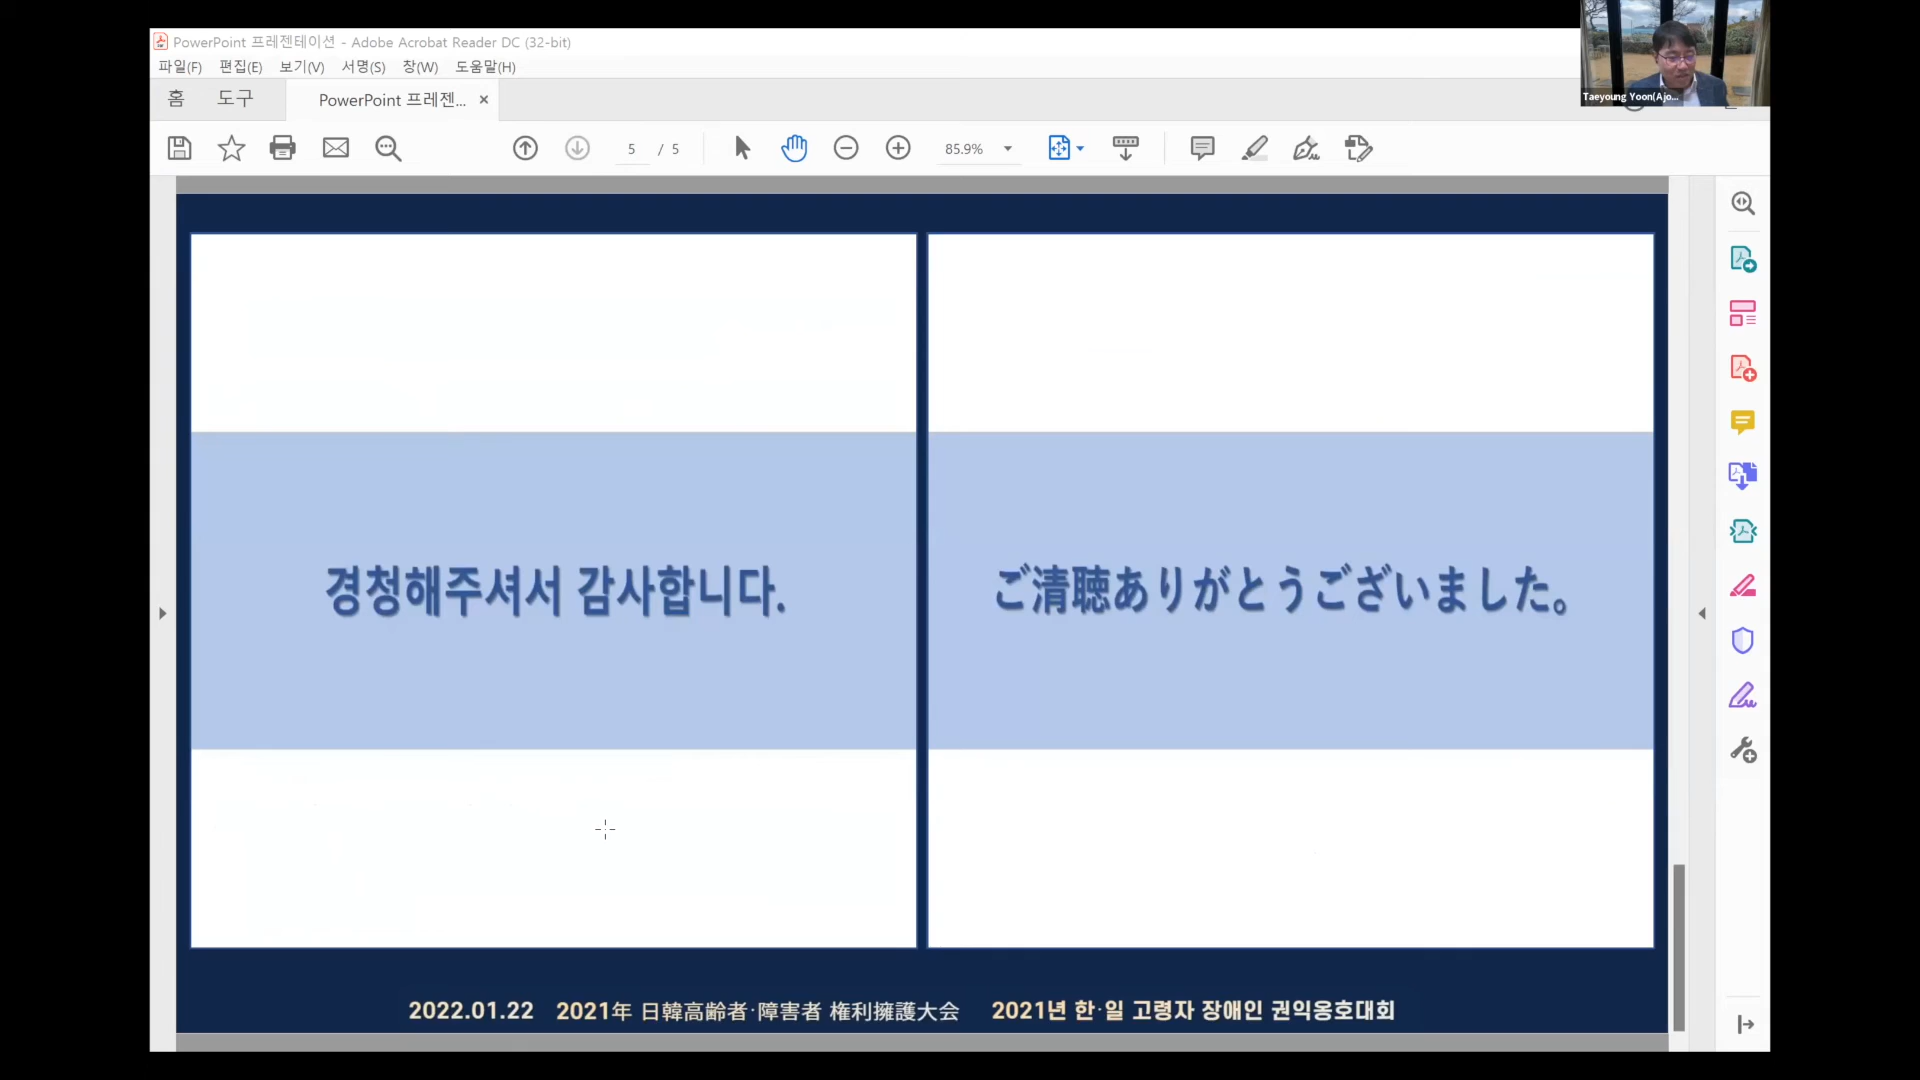 PowerPoint 프레젠테이션 - Adobe Acrobat Reader DC (32-bit)
파일(F) 편집(E) 보기(V) 서명(S) 창(W) 도움말(H)
홈 도구 PowerPoint 프레젠...
5 / 5 85.9%
Taeyoung Yoon(Ajo...
경청해주셔서 감사합니다.
ご清聴ありがとうございました。
2022.01.22 2021年 日韓高齢者·障害者 権利擁護大会 2021년 한·일 고령자 장애인 권익옹호대회